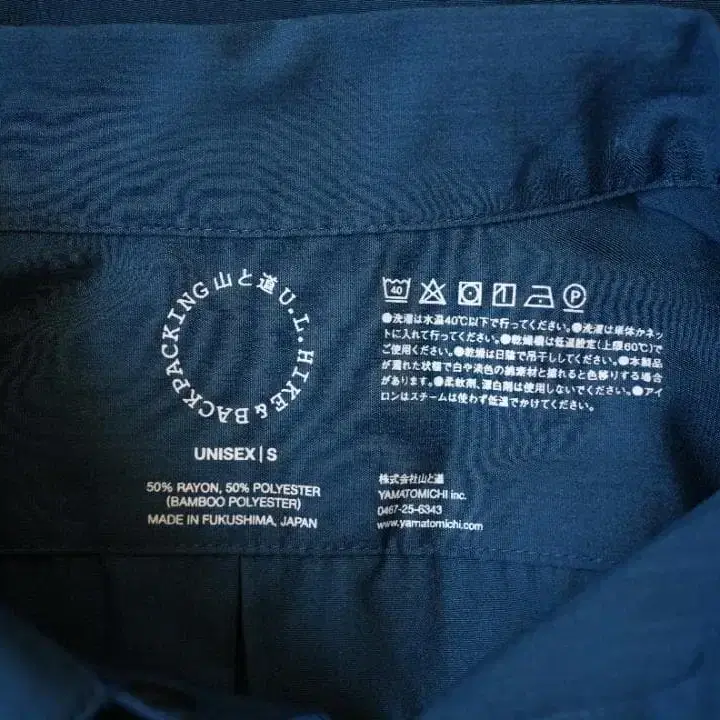 山と道 U.L. HIKE & BACKPACKING
UNISEX | S
50% RAYON, 50% POLYESTER
(BAMBOO POLYESTER)
MADE IN FUKUSHIMA, JAPAN
40
P
●洗濯は水温40℃以下で行ってください。●洗濯は単体かネッ
トに入れて行ってください。●乾燥機は低温設定(上限60℃)で
ご使用ください。●乾燥は日陰で吊干ししてください。●本製品
が濡れた状態で白や淡色の綿素材と擦れると色移りする場合
があります。●柔軟剤、漂白剤は使用しないでください。●アイ
ロンはスチームは使わず低温でかけてください。
株式会社山と道
YAMATOMICHI inc.
0467-25-6343
www.yamatomichi.com